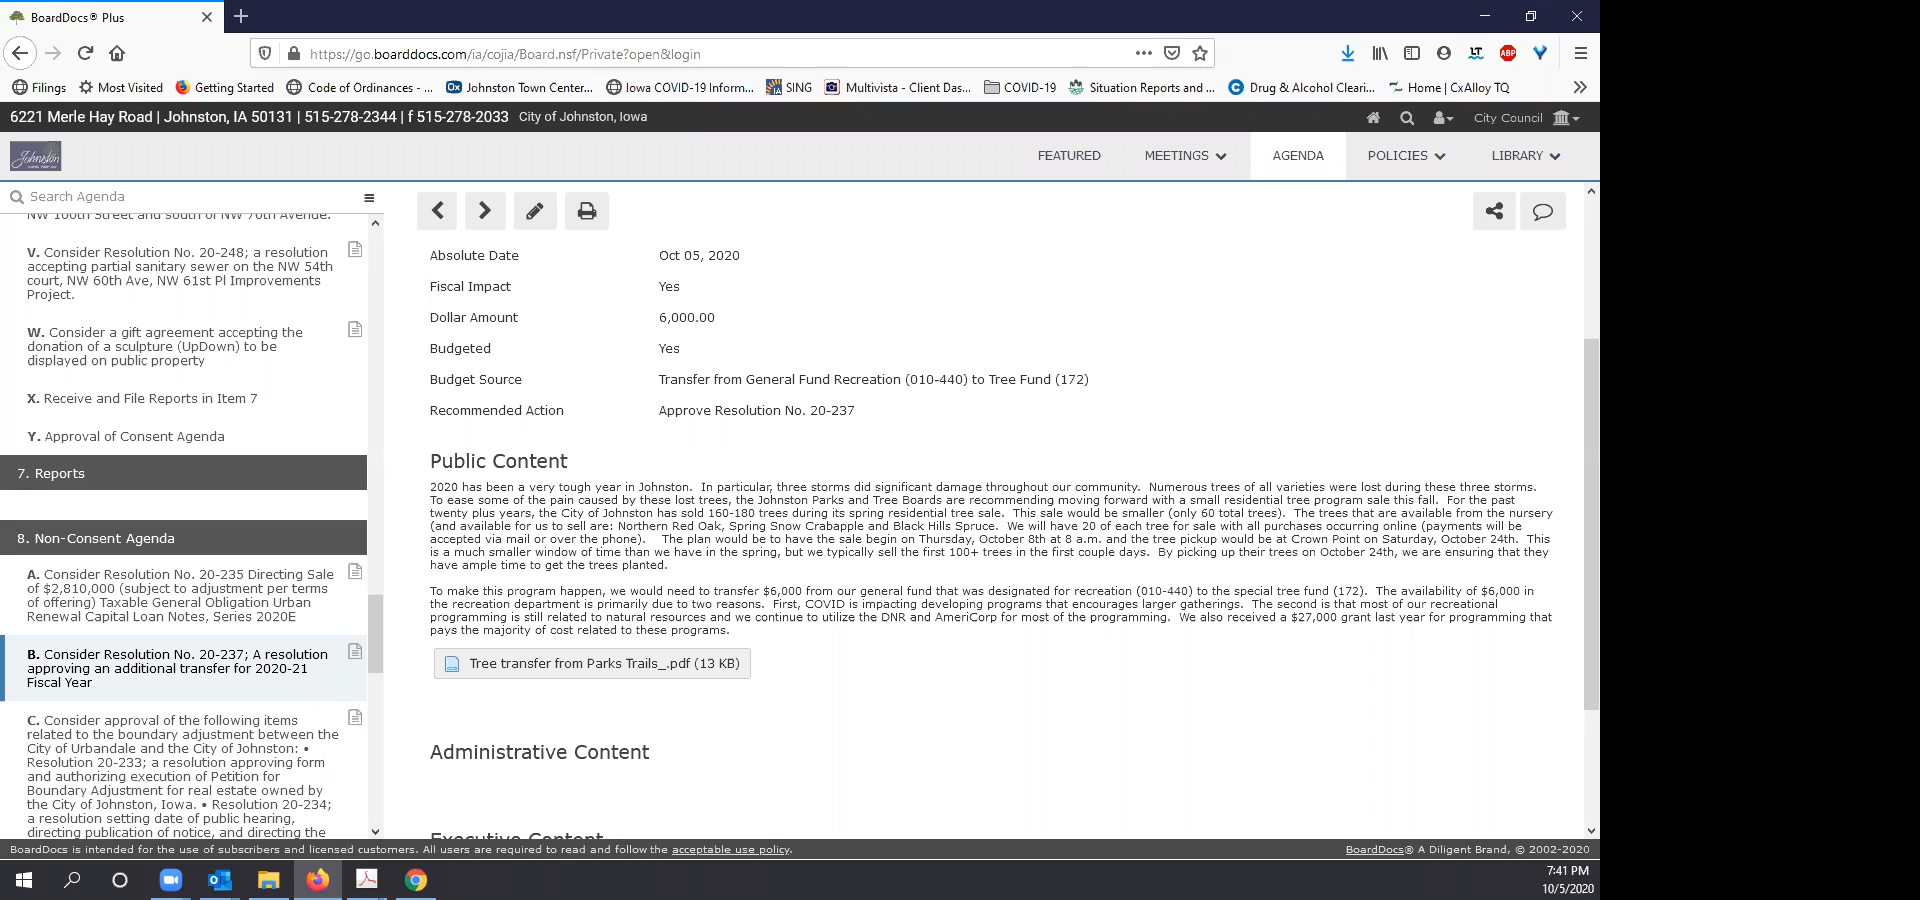 BoardDocs® Plus
https://go.boarddocs.com/ia/cojia/Board.nsf/Private?open&login
Filings
Most Visited
Getting Started
Code of Ordinances - ...
Johnston Town Center...
Iowa COVID-19 Inform...
SING
Multivista - Client Das...
COVID-19
Situation Reports and ...
Drug & Alcohol Cleari...
Home | CxAlloy TQ
6221 Merle Hay Road | Johnston, IA 50131 | 515-278-2344 | f 515-278-2033 City of Johnston, Iowa
City Council
Johnston
FEATURED
MEETINGS
AGENDA
POLICIES
LIBRARY
Search Agenda
NW 100th Street and south of NW 70th Avenue.
V. Consider Resolution No. 20-248; a resolution
accepting partial sanitary sewer on the NW 54th
court, NW 60th Ave, NW 61st Pl Improvements
Project.
W. Consider a gift agreement accepting the
donation of a sculpture (UpDown) to be
displayed on public property
X. Receive and File Reports in Item 7
Y. Approval of Consent Agenda
7. Reports
8. Non-Consent Agenda
A. Consider Resolution No. 20-235 Directing Sale
of $2,810,000 (subject to adjustment per terms
of offering) Taxable General Obligation Urban
Renewal Capital Loan Notes, Series 2020E
B. Consider Resolution No. 20-237; A resolution
approving an additional transfer for 2020-21
Fiscal Year
C. Consider approval of the following items
related to the boundary adjustment between the
City of Urbandale and the City of Johnston: •
Resolution 20-233; a resolution approving form
and authorizing execution of Petition for
Boundary Adjustment for real estate owned by
the City of Johnston, Iowa. • Resolution 20-234;
a resolution setting date of public hearing,
directing publication of notice, and directing the
Absolute Date Oct 05, 2020
Fiscal Impact Yes
Dollar Amount 6,000.00
Budgeted Yes
Budget Source Transfer from General Fund Recreation (010-440) to Tree Fund (172)
Recommended Action Approve Resolution No. 20-237
Public Content
2020 has been a very tough year in Johnston. In particular, three storms did significant damage throughout our community. Numerous trees of all varieties were lost during these three storms.
To ease some of the pain caused by these lost trees, the Johnston Parks and Tree Boards are recommending moving forward with a small residential tree program sale this fall. For the past
twenty plus years, the City of Johnston has sold 160-180 trees during its spring residential tree sale. This sale would be smaller (only 60 total trees). The trees that are available from the nursery
(and available for us to sell are: Northern Red Oak, Spring Snow Crabapple and Black Hills Spruce. We will have 20 of each tree for sale with all purchases occurring online (payments will be
accepted via mail or over the phone). The plan would be to have the sale begin on Thursday, October 8th at 8 a.m. and the tree pickup would be at Crown Point on Saturday, October 24th. This
is a much smaller window of time than we have in the spring, but we typically sell the first 100+ trees in the first couple days. By picking up their trees on October 24th, we are ensuring that they
have ample time to get the trees planted.
To make this program happen, we would need to transfer $6,000 from our general fund that was designated for recreation (010-440) to the special tree fund (172). The availability of $6,000 in
the recreation department is primarily due to two reasons. First, COVID is impacting developing programs that encourages larger gatherings. The second is that most of our recreational
programming is still related to natural resources and we continue to utilize the DNR and AmeriCorp for most of the programming. We also received a $27,000 grant last year for programming that
pays the majority of cost related to these programs.
Tree transfer from Parks Trails_.pdf (13 KB)
Administrative Content
Executive Content
BoardDocs is intended for the use of subscribers and licensed customers. All users are required to read and follow the acceptable use policy.
BoardDocs® A Diligent Brand, © 2002-2020
7:41 PM
10/5/2020